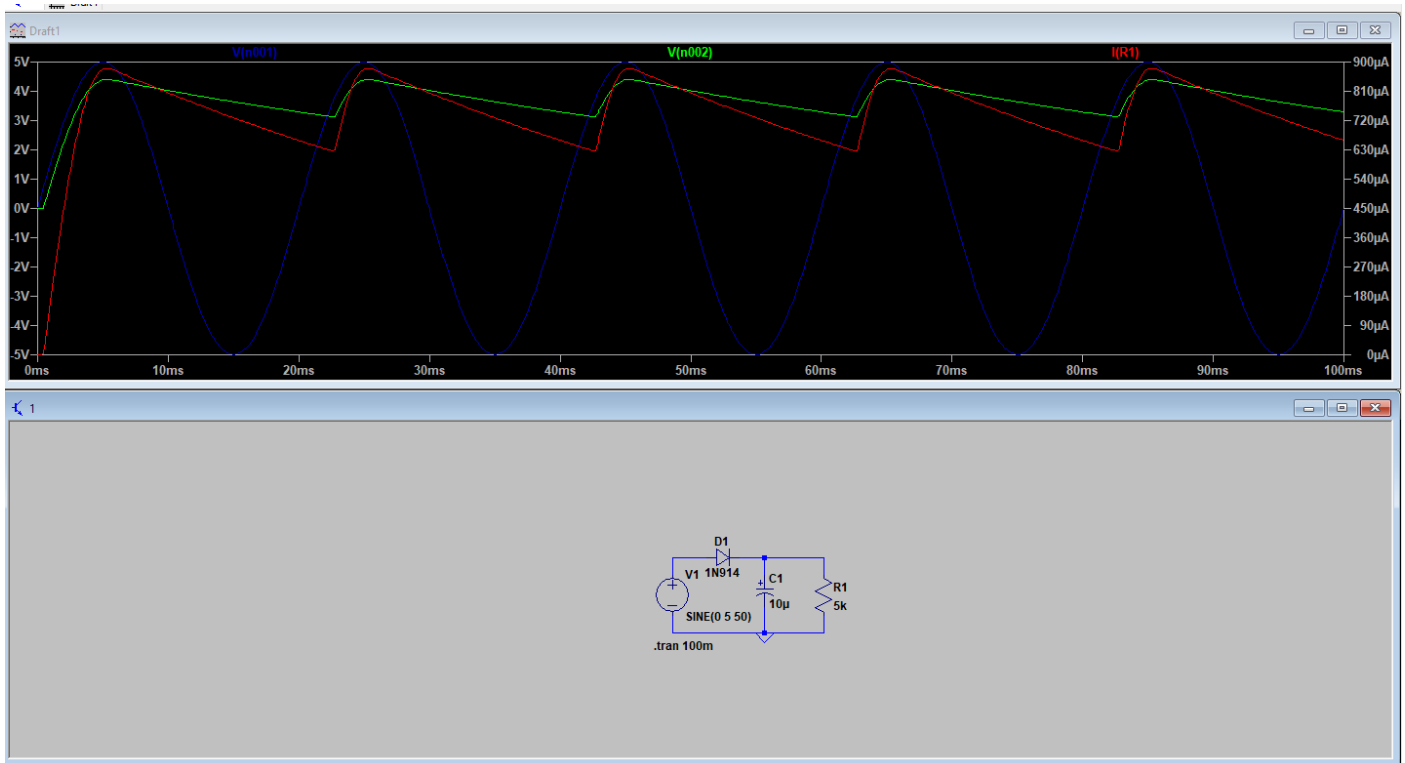 Draft1
V(n001) V(n002) I(R1)
5V 900µA
4V 810µA
3V 720µA
2V 630µA
1V 540µA
0V 450µA
-1V 360µA
-2V 270µA
-3V 180µA
-4V 90µA
-5V 0µA
0ms 10ms 20ms 30ms 40ms 50ms 60ms 70ms 80ms 90ms 100ms
1
D1
V1 1N914 C1
R1
10µ 5k
SINE(0 5 50)
.tran 100m